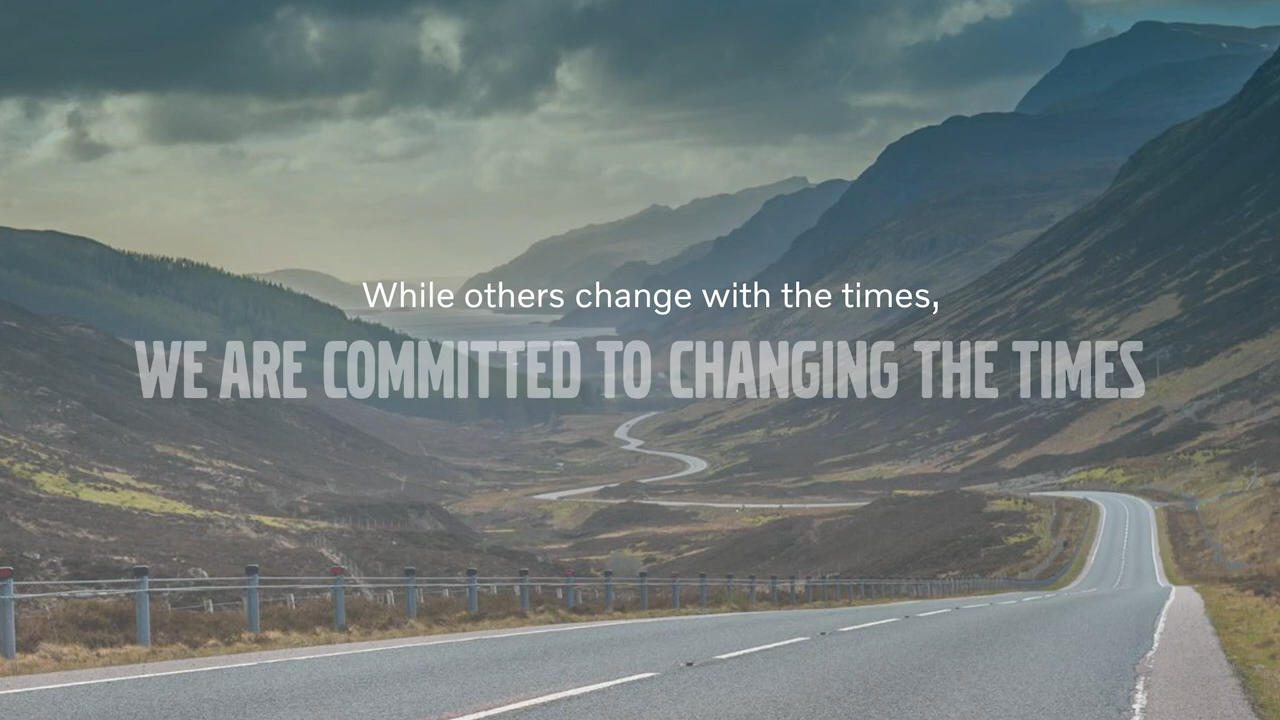 While others change with the times,
WE ARE COMMITTED TO CHANGING THE TIMES